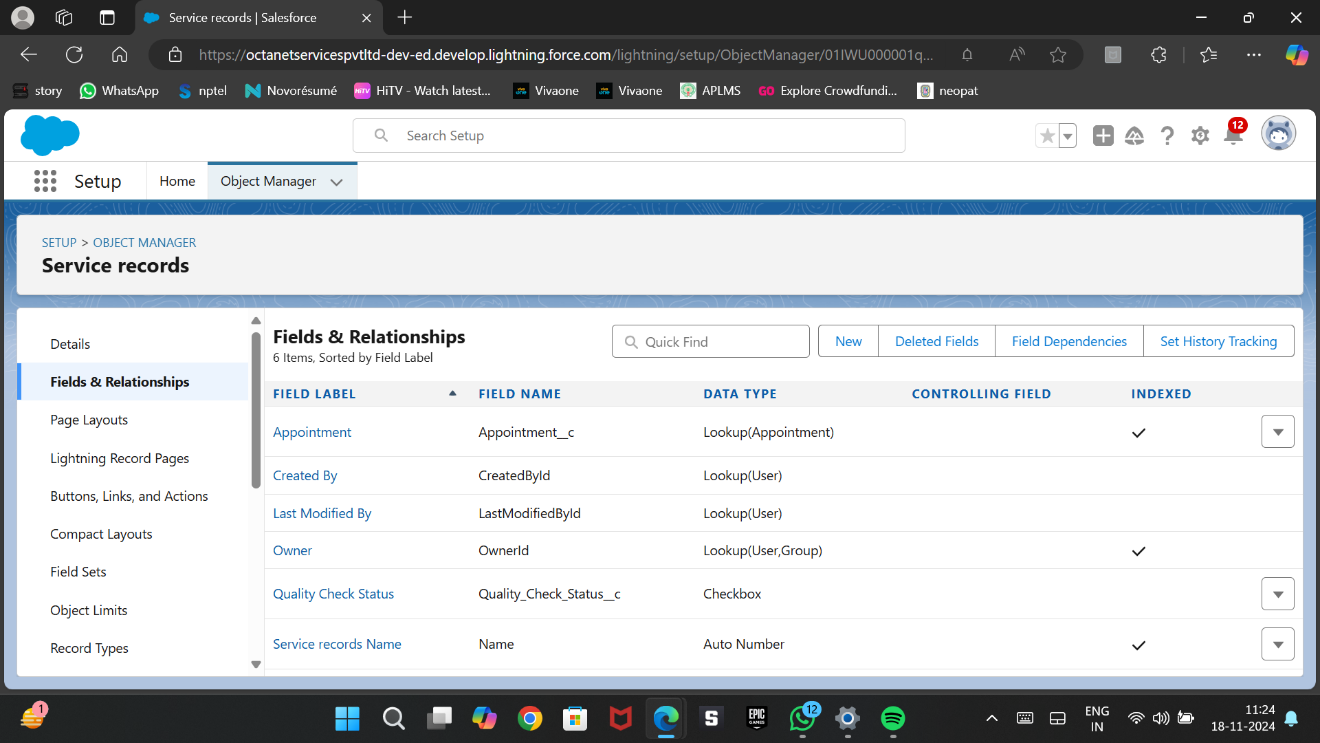 Service records | Salesforce
https://octanetservicespvtltd-dev-ed.develop.lightning.force.com/lightning/setup/ObjectManager/01IWU000001q...
story WhatsApp nptel Novorésumé HiTV - Watch latest... Vivaone Vivaone APLMS GO Explore Crowdfundi... neopat
Search Setup
12
Setup Home Object Manager
SETUP > OBJECT MANAGER
Service records
Details
Fields & Relationships
Page Layouts
Lightning Record Pages
Buttons, Links, and Actions
Compact Layouts
Field Sets
Object Limits
Record Types
Fields & Relationships
6 Items, Sorted by Field Label
Quick Find
New Deleted Fields Field Dependencies Set History Tracking
FIELD LABEL FIELD NAME DATA TYPE CONTROLLING FIELD INDEXED
Appointment Appointment__c Lookup(Appointment)
Created By CreatedById Lookup(User)
Last Modified By LastModifiedById Lookup(User)
Owner OwnerId Lookup(User,Group)
Quality Check Status Quality_Check_Status__c Checkbox
Service records Name Name Auto Number
1
S
EPIC GAMES
12
ENG
IN
11:24
18-11-2024